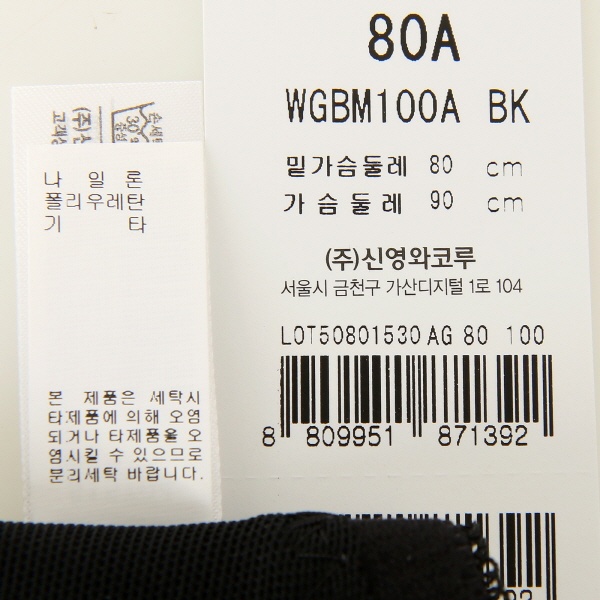 80A
WGBM100A BK
밑가슴둘레 80 cm
가슴둘레 90 cm
(주)신영와코루
서울시 금천구 가산디지털 1로 104
LOT50801530 AG 80 100
8 809951 871392
나 일 론
폴리우레탄
기 타
본 제품은 세탁시
타제품에 의해 오염
되거나 타제품을 오
염시킬 수 있으므로
분리세탁 바랍니다.